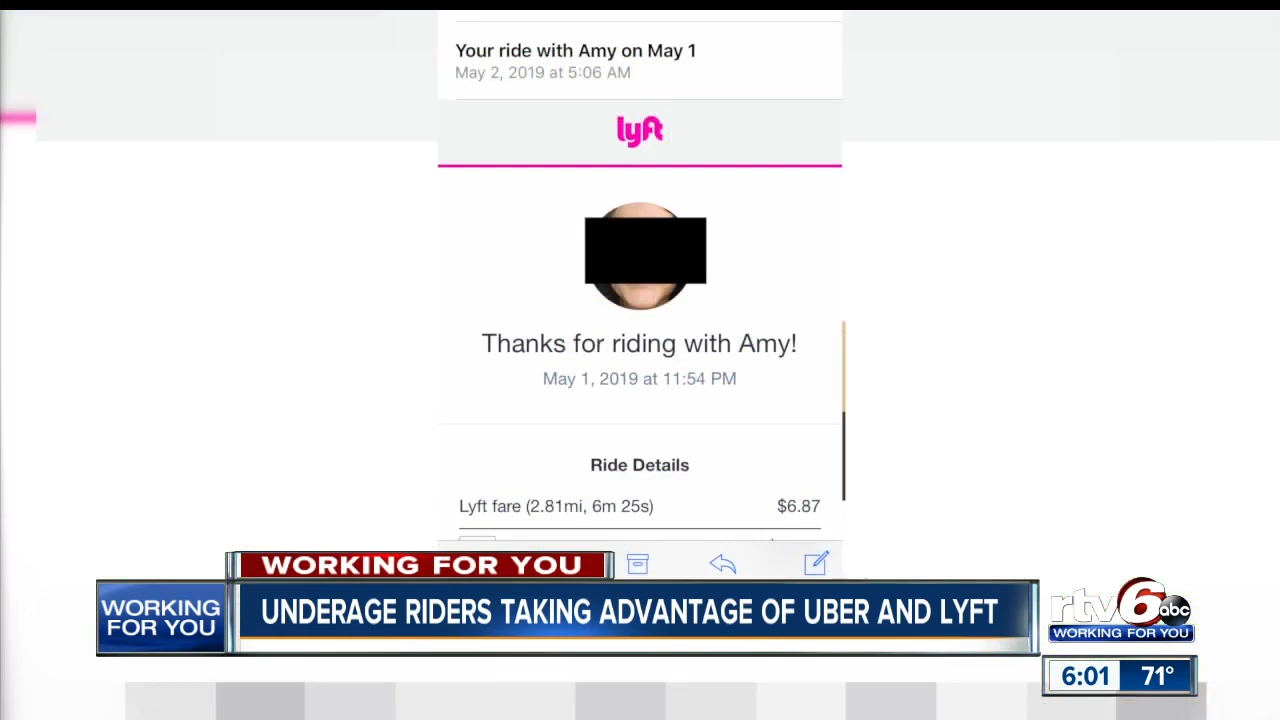 Your ride with Amy on May 1
May 2, 2019 at 5:06 AM
lyft
Thanks for riding with Amy!
May 1, 2019 at 11:54 PM
Ride Details
Lyft fare (2.81mi, 6m 25s) $6.87
WORKING FOR YOU
WORKING
FOR YOU
UNDERAGE RIDERS TAKING ADVANTAGE OF UBER AND LYFT
rtv6 abc
WORKING FOR YOU
6:01 71°